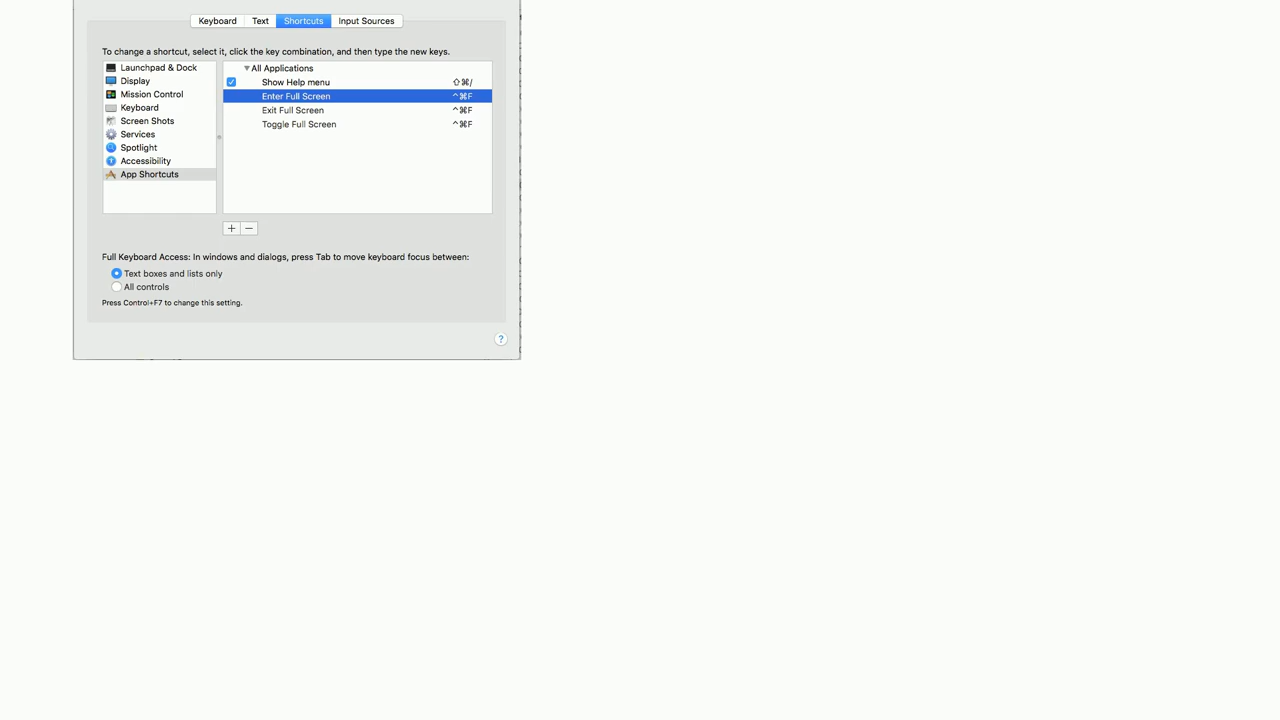 Keyboard Text Shortcuts Input Sources
To change a shortcut, select it, click the key combination, and then type the new keys.
Launchpad & Dock
Display
Mission Control
Keyboard
Screen Shots
Services
Spotlight
Accessibility
App Shortcuts
All Applications
Show Help menu ⇧⌘/
Enter Full Screen ^⌘F
Exit Full Screen ^⌘F
Toggle Full Screen ^⌘F
+ −
Full Keyboard Access: In windows and dialogs, press Tab to move keyboard focus between:
Text boxes and lists only
All controls
Press Control+F7 to change this setting.
?